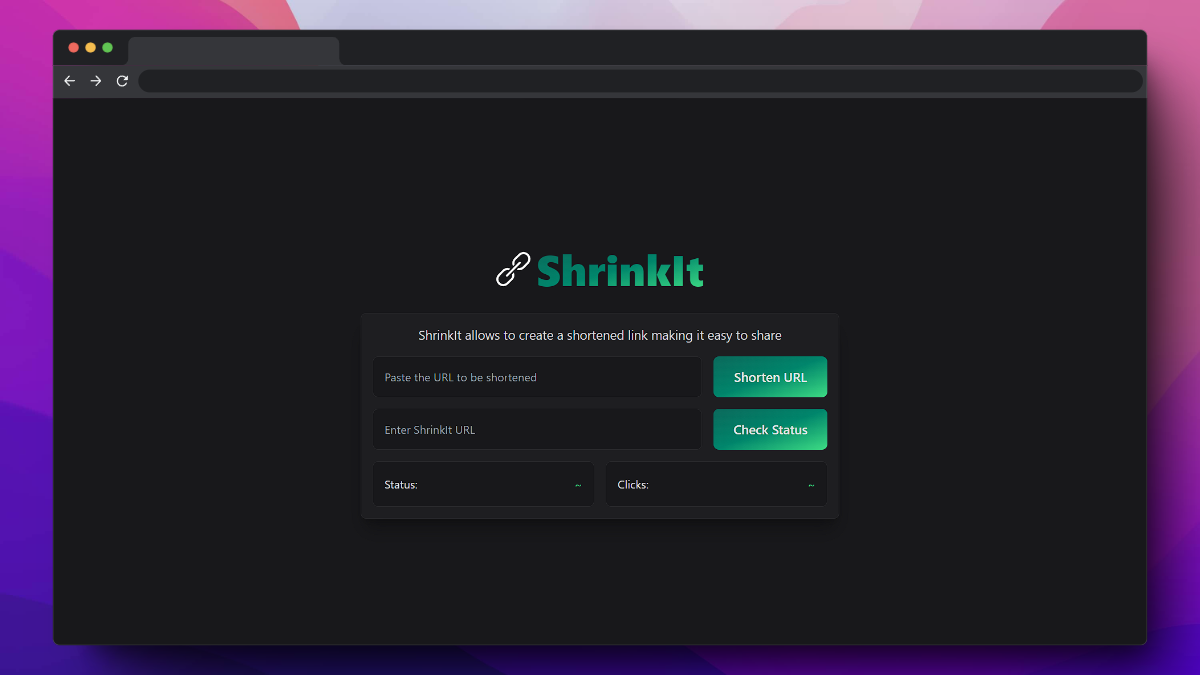 ShrinkIt
ShrinkIt allows to create a shortened link making it easy to share
Paste the URL to be shortened
Shorten URL
Enter ShrinkIt URL
Check Status
Status: ~
Clicks: ~